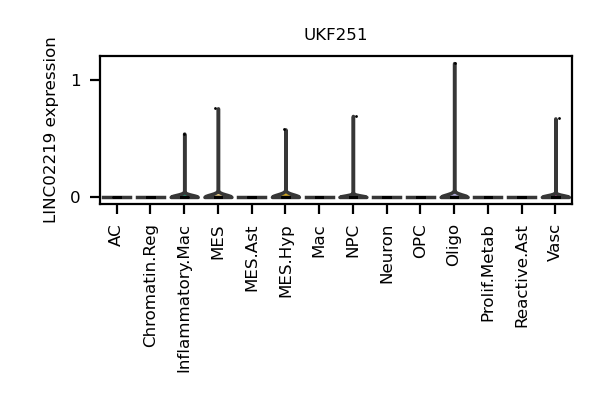 UKF251
LINC02219 expression
1
0
AC
Chromatin.Reg
Inflammatory.Mac
MES
MES.Ast
MES.Hyp
Mac
NPC
Neuron
OPC
Oligo
Prolif.Metab
Reactive.Ast
Vasc